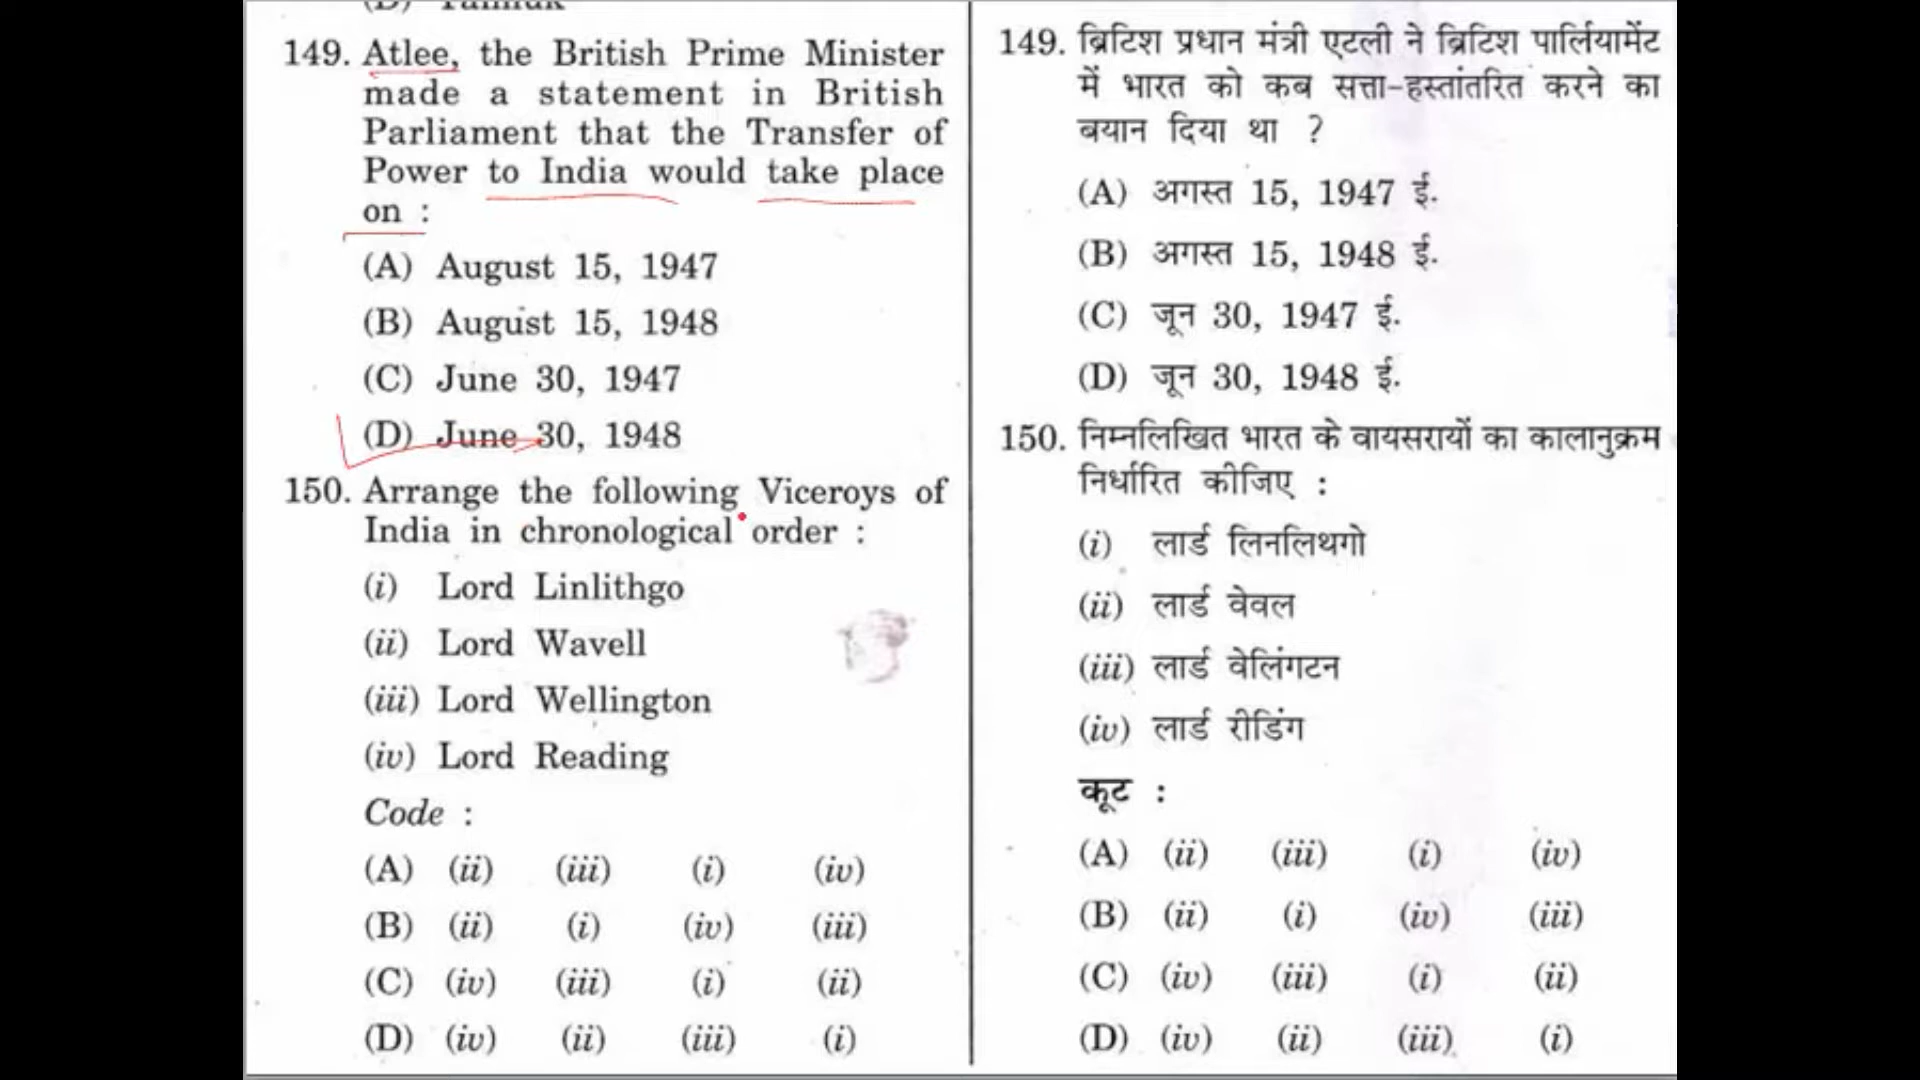 149. Atlee, the British Prime Minister
made a statement in British
Parliament that the Transfer of
Power to India would take place
on :
(A) August 15, 1947
(B) August 15, 1948
(C) June 30, 1947
(D) June 30, 1948
150. Arrange the following Viceroys of
India in chronological order :
(i) Lord Linlithgo
(ii) Lord Wavell
(iii) Lord Wellington
(iv) Lord Reading
Code :
(A) (ii) (iii) (i) (iv)
(B) (ii) (i) (iv) (iii)
(C) (iv) (iii) (i) (ii)
(D) (iv) (ii) (iii) (i)
149. ब्रिटिश प्रधान मंत्री एटली ने ब्रिटिश पार्लियामेंट
में भारत को कब सत्ता-हस्तांतरित करने का
बयान दिया था ?
(A) अगस्त 15, 1947 ई.
(B) अगस्त 15, 1948 ई.
(C) जून 30, 1947 ई.
(D) जून 30, 1948 ई.
150. निम्नलिखित भारत के वायसरायों का कालानुक्रम
निर्धारित कीजिए :
(i) लार्ड लिनलिथगो
(ii) लार्ड वेवल
(iii) लार्ड वेलिंगटन
(iv) लार्ड रीडिंग
कूट :
(A) (ii) (iii) (i) (iv)
(B) (ii) (i) (iv) (iii)
(C) (iv) (iii) (i) (ii)
(D) (iv) (ii) (iii) (i)